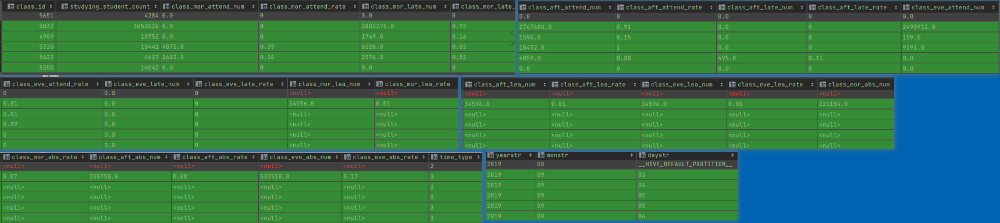 class_id studying_student_count class_mor_attend_num class_mor_attend_rate class_mor_late_num class_mor_late_
5651 4284 0.0 0 0.0 0
5032 3058026 0.0 0 2802276.0 0.92
4989 10752 0.0 0 1749.0 0.16
5320 10441 4075.0 0.39 6520.0 0.62
5622 4637 1683.0 0.36 2376.0 0.51
5550 16042 0.0 0 0.0 0
class_aft_attend_num class_aft_attend_rate class_aft_late_num class_aft_late_rate class_eve_attend_num
0.0 0 0.0 0 0.0
2767680.0 0.91 0.0 0 2490912.0
1590.0 0.15 0.0 0 159.0
10432.0 1 0.0 0 9291.0
4059.0 0.88 495.0 0.11 0.0
0.0 0 0.0 0 0.0
class_eve_attend_rate class_eve_late_num class_eve_late_rate class_mor_lea_num class_mor_lea_rate
0 0.0 0 <null> <null>
0.81 0.0 0 34596.0 0.01
0.01 0.0 0 <null> <null>
0.89 0.0 0 <null> <null>
0 0.0 0 <null> <null>
0 0.0 0 <null> <null>
class_aft_lea_num class_aft_lea_rate class_eve_lea_num class_eve_lea_rate class_mor_abs_num
<null> <null> <null> <null> <null>
34596.0 0.01 34596.0 0.01 221154.0
<null> <null> <null> <null> <null>
<null> <null> <null> <null> <null>
<null> <null> <null> <null> <null>
<null> <null> <null> <null> <null>
class_mor_abs_rate class_aft_abs_num class_aft_abs_rate class_eve_abs_num class_eve_abs_rate time_type
<null> <null> <null> <null> <null> 2
0.07 255750.0 0.08 532518.0 0.17 3
<null> <null> <null> <null> <null> 3
<null> <null> <null> <null> <null> 3
<null> <null> <null> <null> <null> 3
<null> <null> <null> <null> <null> 3
yearstr monstr daystr
2019 08 __HIVE_DEFAULT_PARTITION__
2019 09 03
2019 09 04
2019 09 05
2019 09 05
2019 09 06